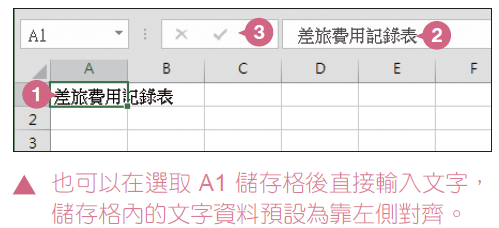 A1 3 差旅費用記錄表 2
A B C D E F
1 差旅費用記錄表
2
3
▲ 也可以在選取 A1 儲存格後直接輸入文字，
儲存格內的文字資料預設為靠左側對齊。